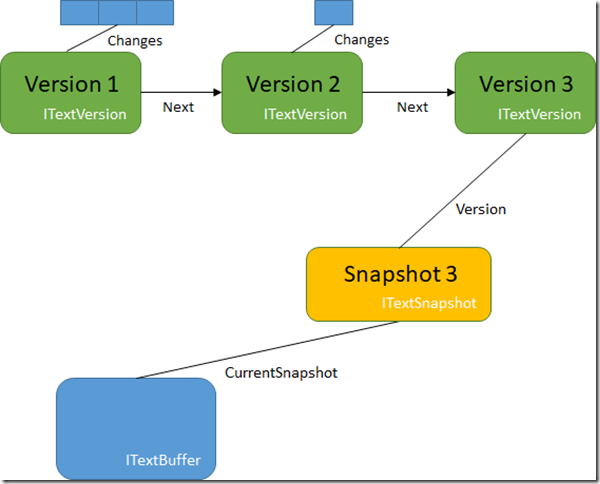 Changes
Changes
Version 1
ITextVersion
Next
Version 2
ITextVersion
Next
Version 3
ITextVersion
Version
Snapshot 3
ITextSnapshot
CurrentSnapshot
ITextBuffer